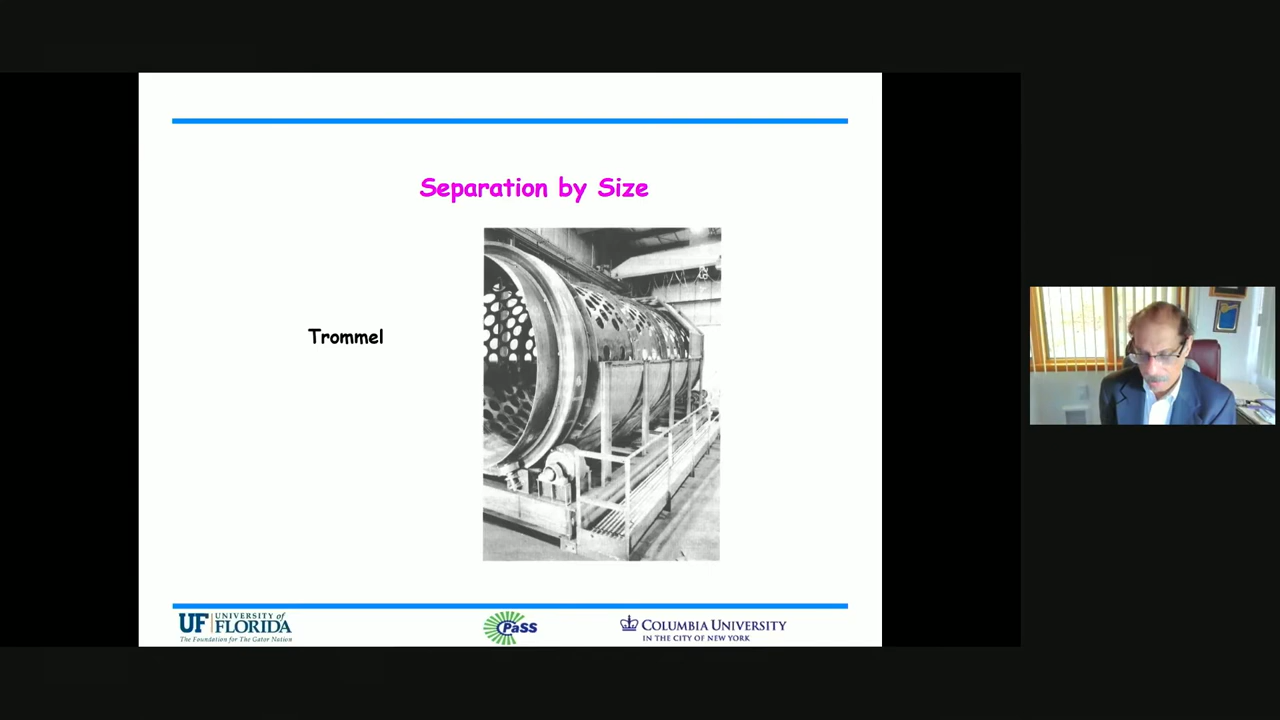 Separation by Size
Trommel
UF UNIVERSITY of FLORIDA
The Foundation for The Gator Nation
CPaSS
COLUMBIA UNIVERSITY
IN THE CITY OF NEW YORK